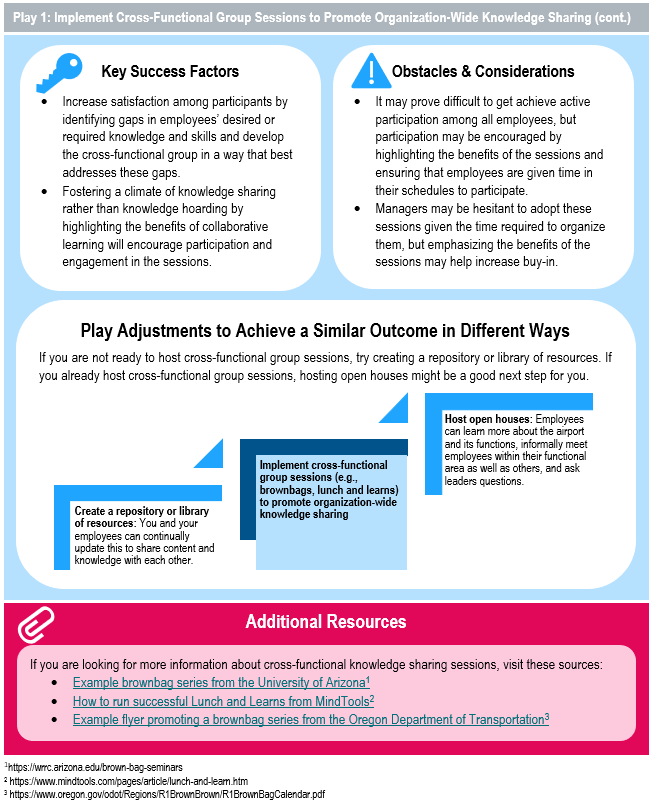 Play 1: Implement Cross-Functional Group Sessions to Promote Organization-Wide Knowledge Sharing (cont.)
Key Success Factors
• Increase satisfaction among participants by
identifying gaps in employees' desired or
required knowledge and skills and develop
the cross-functional group in a way that best
addresses these gaps.
• Fostering a climate of knowledge sharing
rather than knowledge hoarding by
highlighting the benefits of collaborative
learning will encourage participation and
engagement in the sessions.
Obstacles & Considerations
• It may prove difficult to get achieve active
participation among all employees, but
participation may be encouraged by
highlighting the benefits of the sessions and
ensuring that employees are given time in
their schedules to participate.
• Managers may be hesitant to adopt these
sessions given the time required to organize
them, but emphasizing the benefits of the
sessions may help increase buy-in.
Play Adjustments to Achieve a Similar Outcome in Different Ways
If you are not ready to host cross-functional group sessions, try creating a repository or library of resources. If
you already host cross-functional group sessions, hosting open houses might be a good next step for you.
Create a repository or library
of resources: You and your
employees can continually
update this to share content and
knowledge with each other.
Implement cross-functional
group sessions (e.g.,
brownbags, lunch and learns)
to promote organization-wide
knowledge sharing
Host open houses: Employees
can learn more about the airport
and its functions, informally meet
employees within their functional
area as well as others, and ask
leaders questions.
Additional Resources
If you are looking for more information about cross-functional knowledge sharing sessions, visit these sources:
• Example brownbag series from the University of Arizona¹
• How to run successful Lunch and Learns from MindTools²
• Example flyer promoting a brownbag series from the Oregon Department of Transportation³
¹https://wrrc.arizona.edu/brown-bag-seminars
² https://www.mindtools.com/pages/article/lunch-and-learn.htm
³ https://www.oregon.gov/odot/Regions/R1BrownBrown/R1BrownBagCalendar.pdf